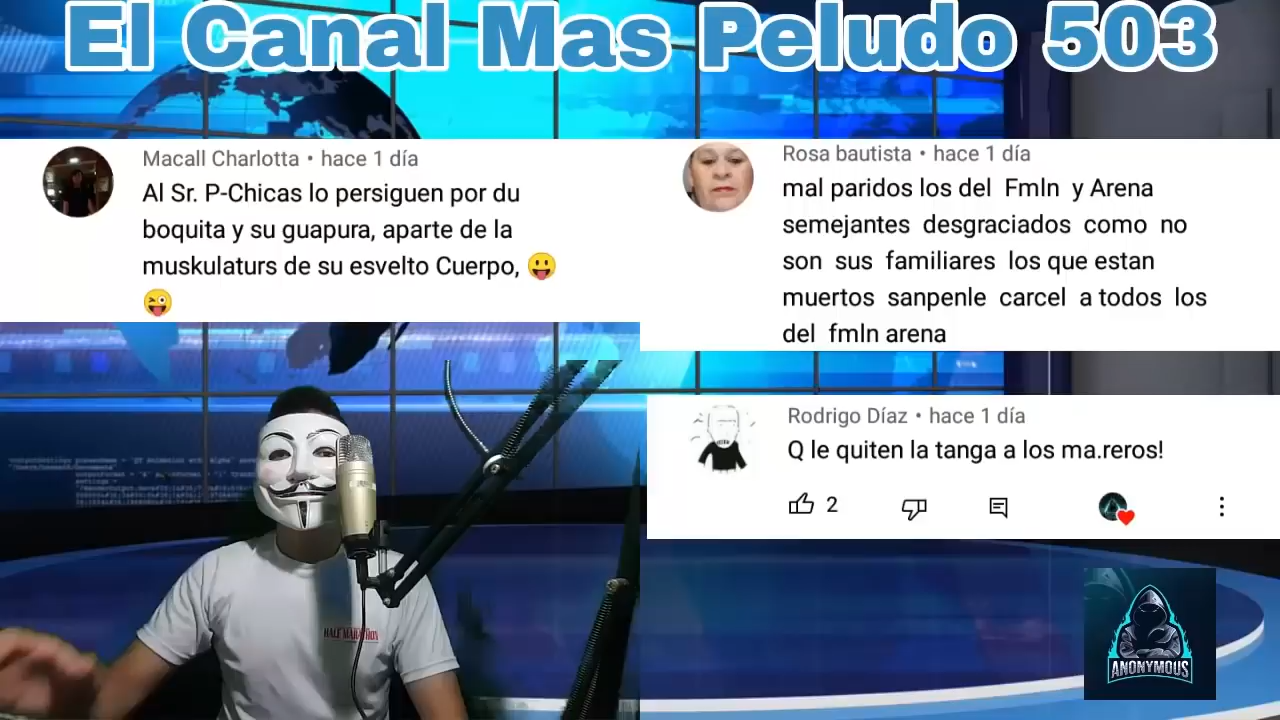 El Canal Mas Peludo 503
Macall Charlotta • hace 1 día
Al Sr. P-Chicas lo persiguen por du
boquita y su guapura, aparte de la
muskulaturs de su esvelto Cuerpo, 😛
😜
Rosa bautista • hace 1 día
mal paridos los del Fmln y Arena
semejantes desgraciados como no
son sus familiares los que estan
muertos sanpenle carcel a todos los
del fmln arena
Rodrigo Díaz • hace 1 día
Q le quiten la tanga a los ma.reros!
2
HALF MARATHON
ANONYMOUS